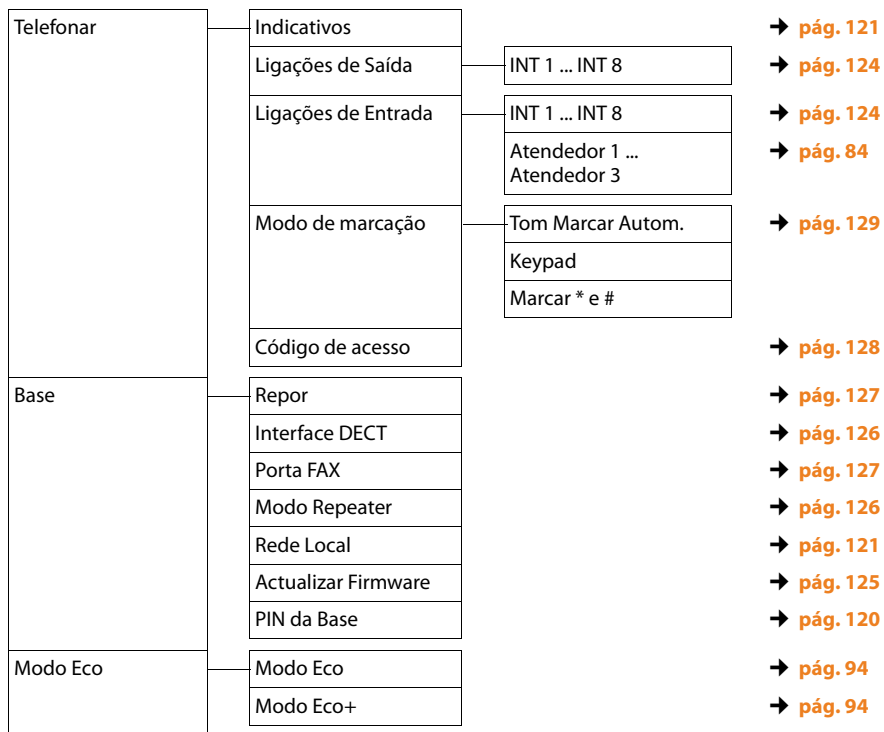 Telefonar Indicativos → pág. 121
Ligações de Saída INT 1 ... INT 8 → pág. 124
Ligações de Entrada INT 1 ... INT 8 → pág. 124
Atendedor 1 ... → pág. 84
Atendedor 3
Modo de marcação Tom Marcar Autom. → pág. 129
Keypad
Marcar * e #
Código de acesso → pág. 128
Base Repor → pág. 127
Interface DECT → pág. 126
Porta FAX → pág. 127
Modo Repeater → pág. 126
Rede Local → pág. 121
Actualizar Firmware → pág. 125
PIN da Base → pág. 120
Modo Eco Modo Eco → pág. 94
Modo Eco+ → pág. 94